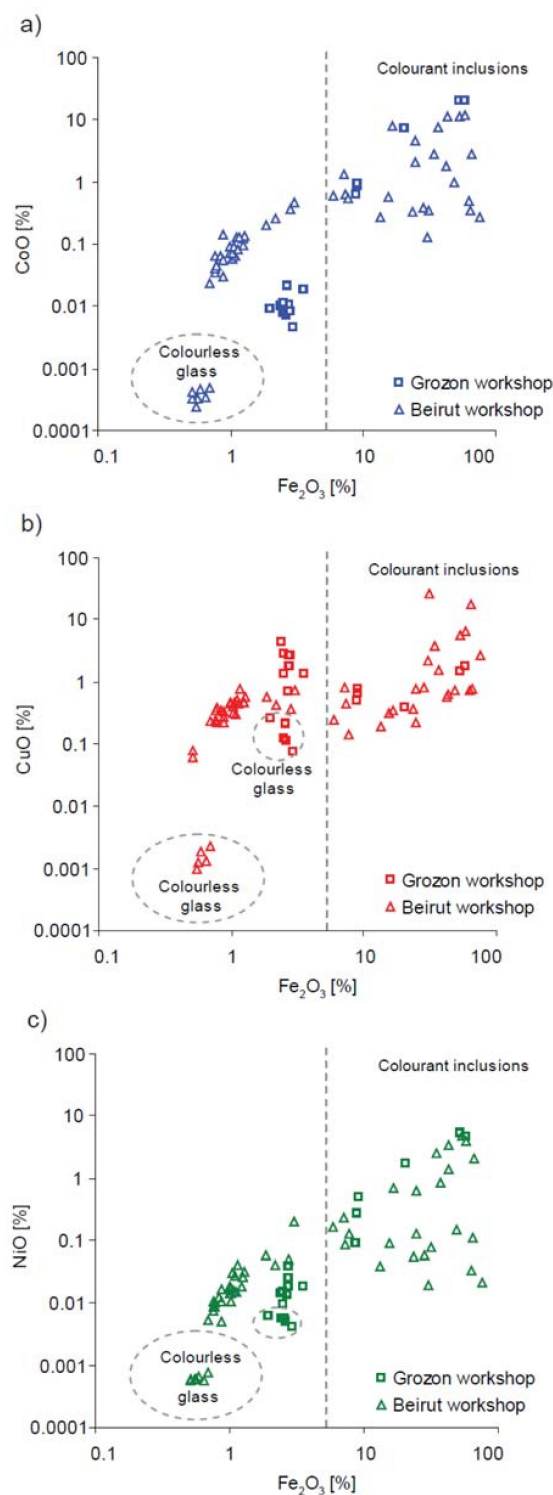 a)
100
Colourant inclusions
10
1
0.1
0.01
0.001
0.0001
CoO [%]
Colourless
glass
Grozon workshop
Beirut workshop
0.1
1
10
100
Fe₂O₃ [%]
b)
100
Colourant inclusions
10
1
0.1
0.01
0.001
0.0001
CuO [%]
Colourless
glass
Colourless
glass
Grozon workshop
Beirut workshop
0.1
1
10
100
Fe₂O₃ [%]
c)
100
Colourant inclusions
10
1
0.1
0.01
0.001
0.0001
NiO [%]
Colourless
glass
Grozon workshop
Beirut workshop
0.1
1
10
100
Fe₂O₃ [%]